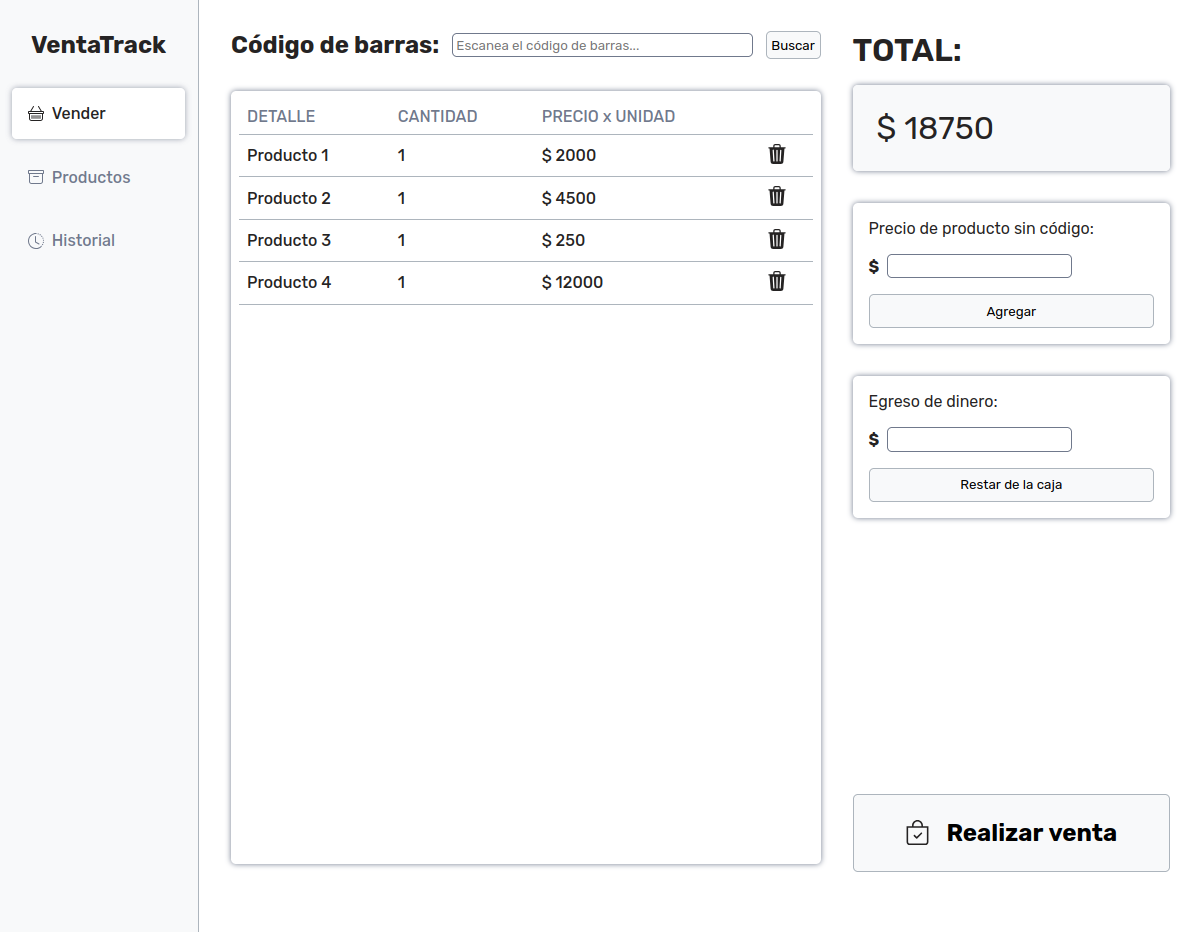 VentaTrack
Vender
Productos
Historial
Código de barras: Escanea el código de barras... Buscar
DETALLE CANTIDAD PRECIO x UNIDAD
Producto 1 1 $ 2000
Producto 2 1 $ 4500
Producto 3 1 $ 250
Producto 4 1 $ 12000
TOTAL:
$ 18750
Precio de producto sin código:
$
Agregar
Egreso de dinero:
$
Restar de la caja
Realizar venta